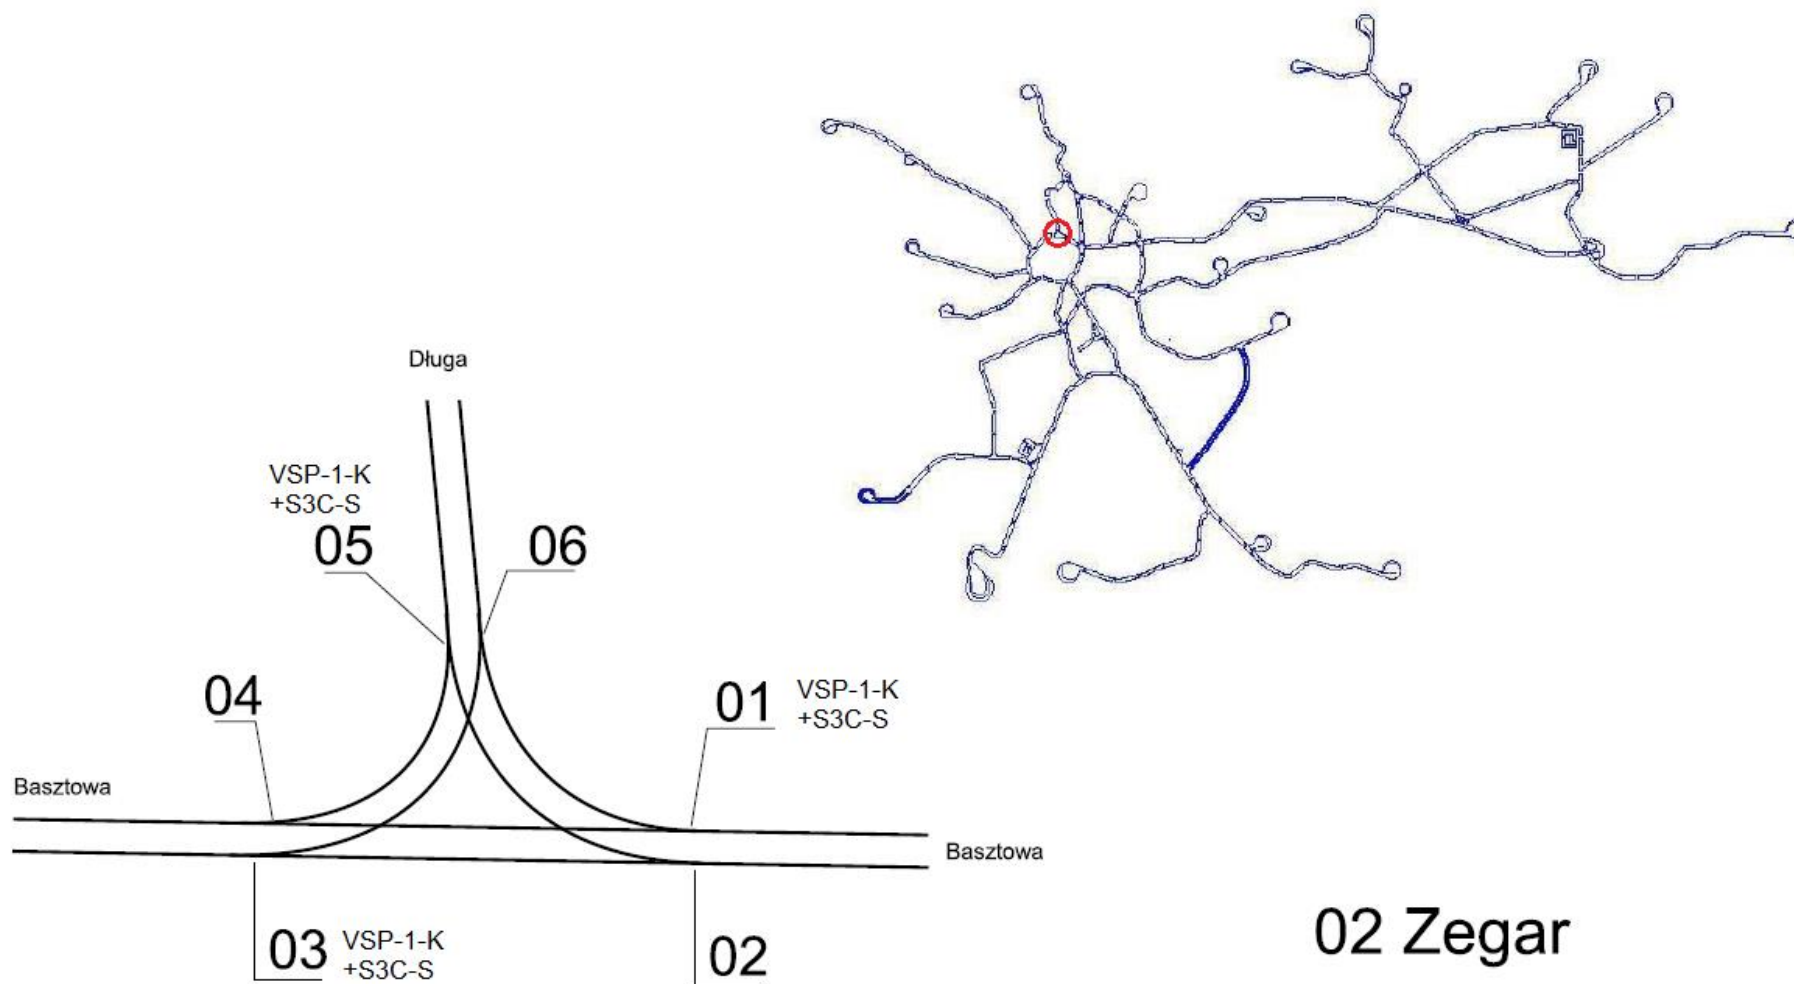 Długa
VSP-1-K
+S3C-S
05
06
04
01
VSP-1-K
+S3C-S
Basztowa
Basztowa
03
VSP-1-K
+S3C-S
02
02 Zegar